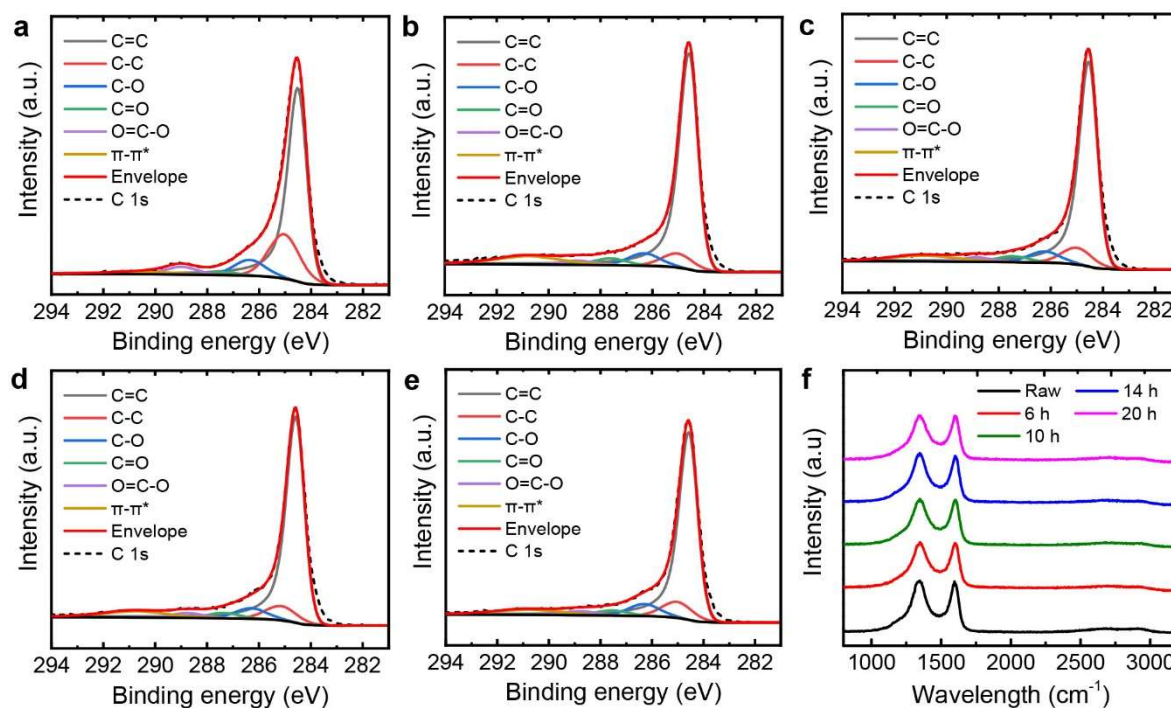 a
C=C
C-C
C-O
C=O
O=C-O
π-π*
Envelope
C 1s
Intensity (a.u.)
294 292 290 288 286 284 282
Binding energy (eV)
b
C=C
C-C
C-O
C=O
O=C-O
π-π*
Envelope
C 1s
Intensity (a.u.)
294 292 290 288 286 284 282
Binding energy (eV)
c
C=C
C-C
C-O
C=O
O=C-O
π-π*
Envelope
C 1s
Intensity (a.u.)
294 292 290 288 286 284 282
Binding energy (eV)
d
C=C
C-C
C-O
C=O
O=C-O
π-π*
Envelope
C 1s
Intensity (a.u.)
294 292 290 288 286 284 282
Binding energy (eV)
e
C=C
C-C
C-O
C=O
O=C-O
π-π*
Envelope
C 1s
Intensity (a.u.)
294 292 290 288 286 284 282
Binding energy (eV)
f
Raw 14 h
6 h 20 h
10 h
Intensity (a.u)
1000 1500 2000 2500 3000
Wavelength (cm⁻¹)